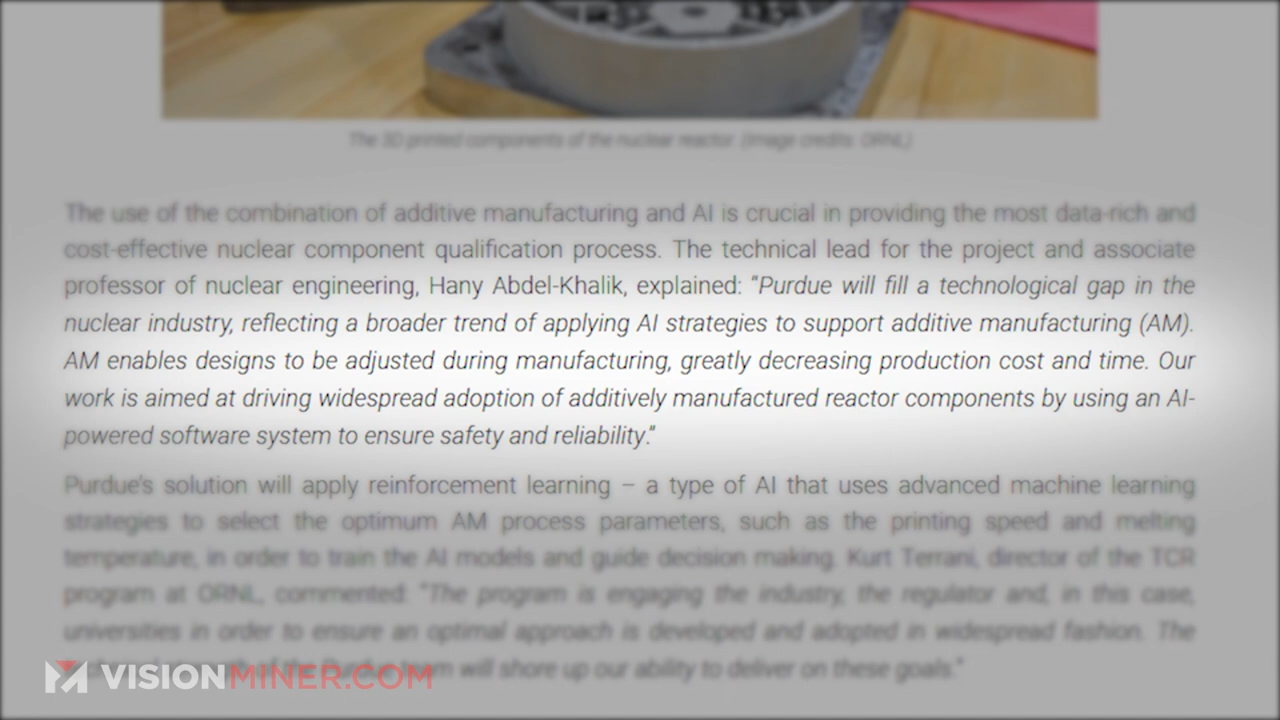 The 3D printed components of the nuclear reactor. (Image credits: ORNL)
The use of the combination of additive manufacturing and AI is crucial in providing the most data-rich and
cost-effective nuclear component qualification process. The technical lead for the project and associate
professor of nuclear engineering, Hany Abdel-Khalik, explained: “Purdue will fill a technological gap in the
nuclear industry, reflecting a broader trend of applying AI strategies to support additive manufacturing (AM).
AM enables designs to be adjusted during manufacturing, greatly decreasing production cost and time. Our
work is aimed at driving widespread adoption of additively manufactured reactor components by using an AI-
powered software system to ensure safety and reliability.”
Purdue’s solution will apply reinforcement learning – a type of AI that uses advanced machine learning
strategies to select the optimum AM process parameters, such as the printing speed and melting
temperature, in order to train the AI models and guide decision making. Kurt Terrani, director of the TCR
program at ORNL, commented: “The program is engaging the industry, the regulator and, in this case,
universities in order to ensure an optimal approach is developed and adopted in widespread fashion. The
team will shore up our ability to deliver on these goals.”
VISIONMINER.COM